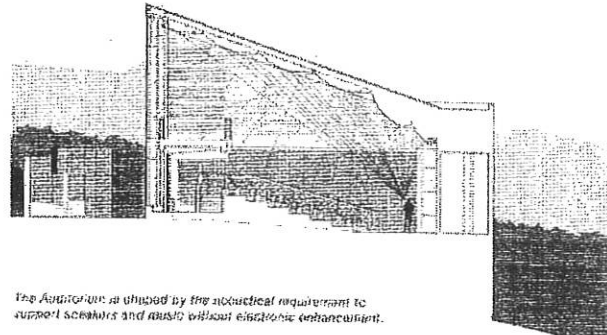 The Auditorium is shaped by the acoustical requirement to
support speakers and music without electronic enhancement.